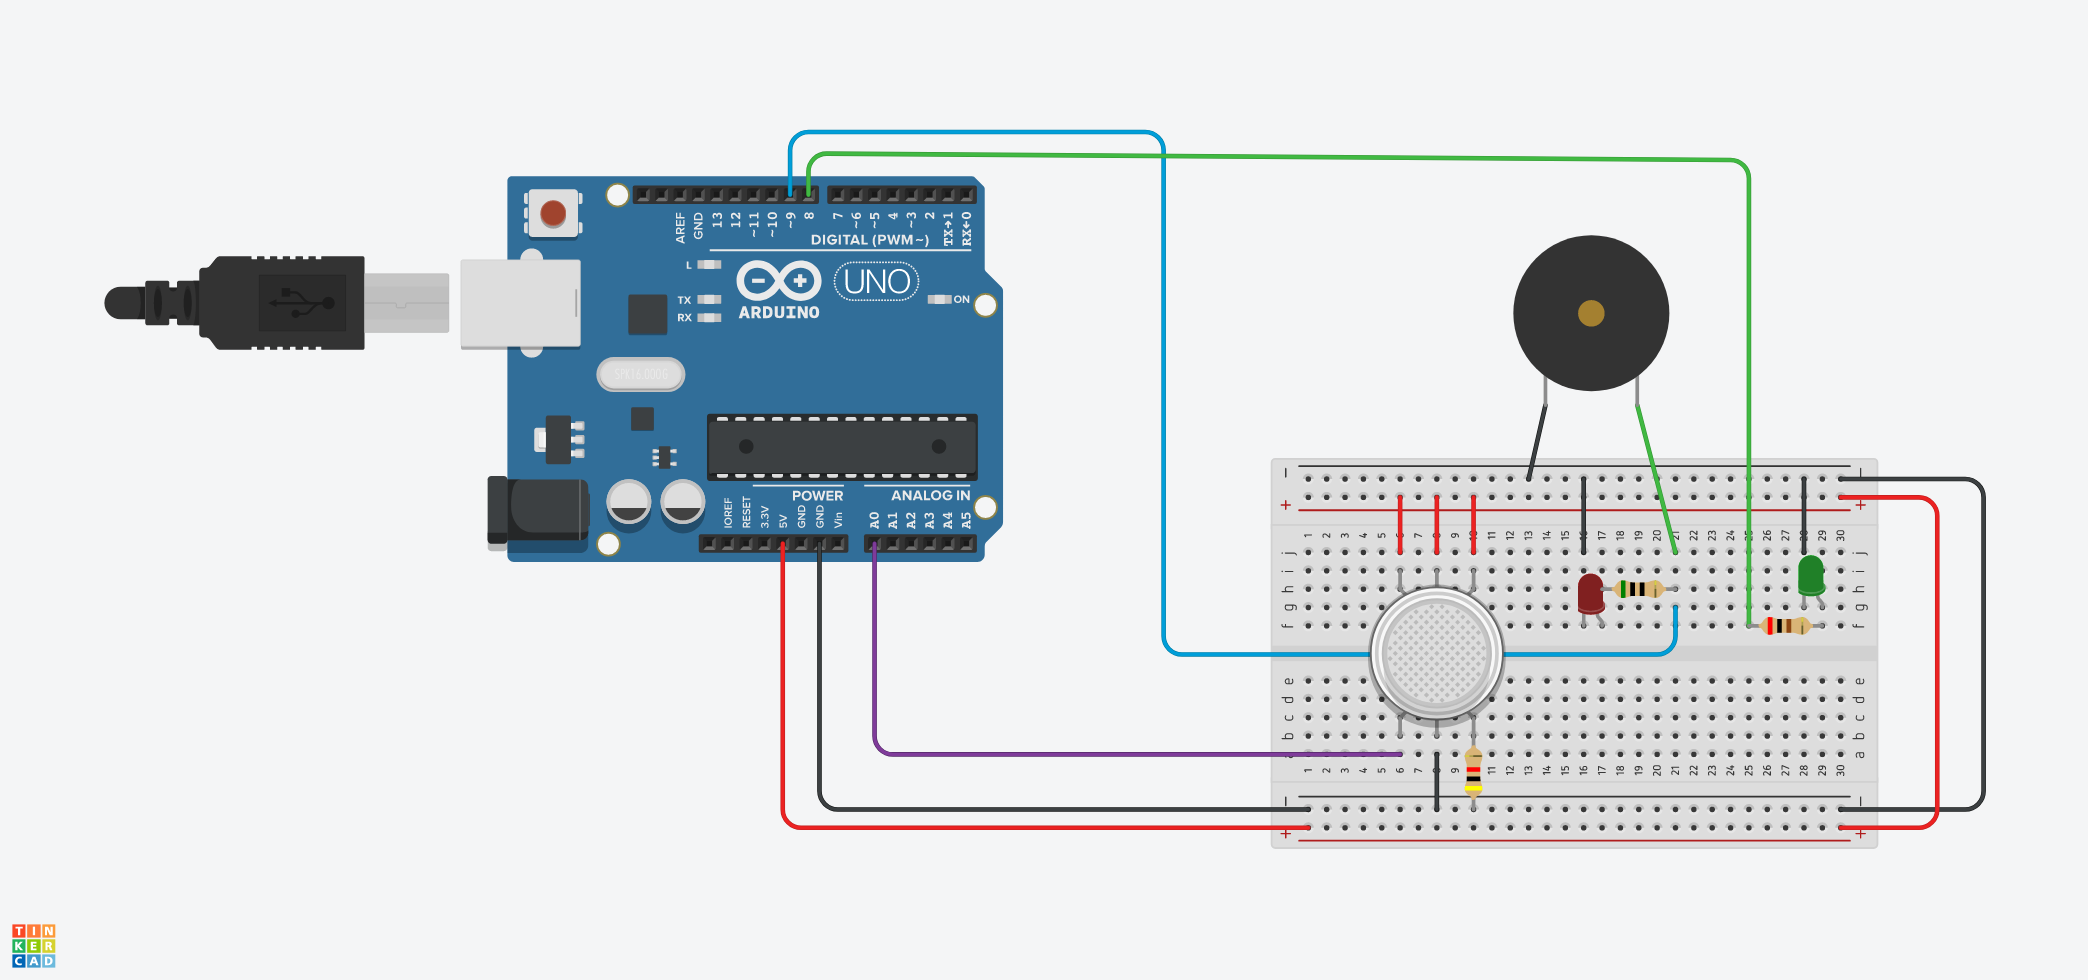 AREF GND 13 12 ~11 ~10 ~9 8 7 ~6 ~5 4 ~3 2 TX→1 RX←0
DIGITAL (PWM~)
L
TX
RX
ON
UNO
ARDUINO
SPK16.000G
POWER
ANALOG IN
IOREF RESET 3.3V 5V GND GND Vin A0 A1 A2 A3 A4 A5
− −
+ +
1 2 3 4 5 6 7 8 9 10 11 12 13 14 15 16 17 18 19 20 21 22 23 24 25 26 27 28 29 30
j j
i i
h h
g g
f f
e e
d d
c c
b b
a a
1 2 3 4 5 6 7 8 9 11 12 13 14 15 16 17 18 19 20 21 22 23 24 25 26 27 28 29 30
− −
+ +
TIN
KER
CAD